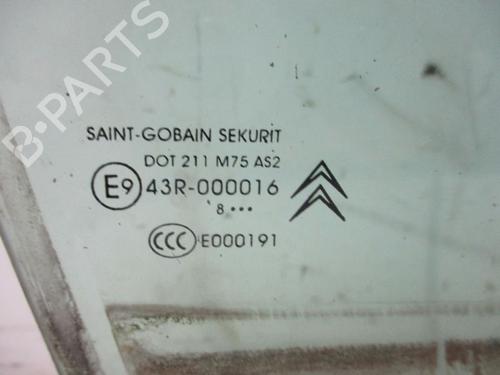 B-PARTS
SAINT-GOBAIN SEKURIT
DOT 211 M75 AS2
E9 43R-000016
8 •••
CCC E000191